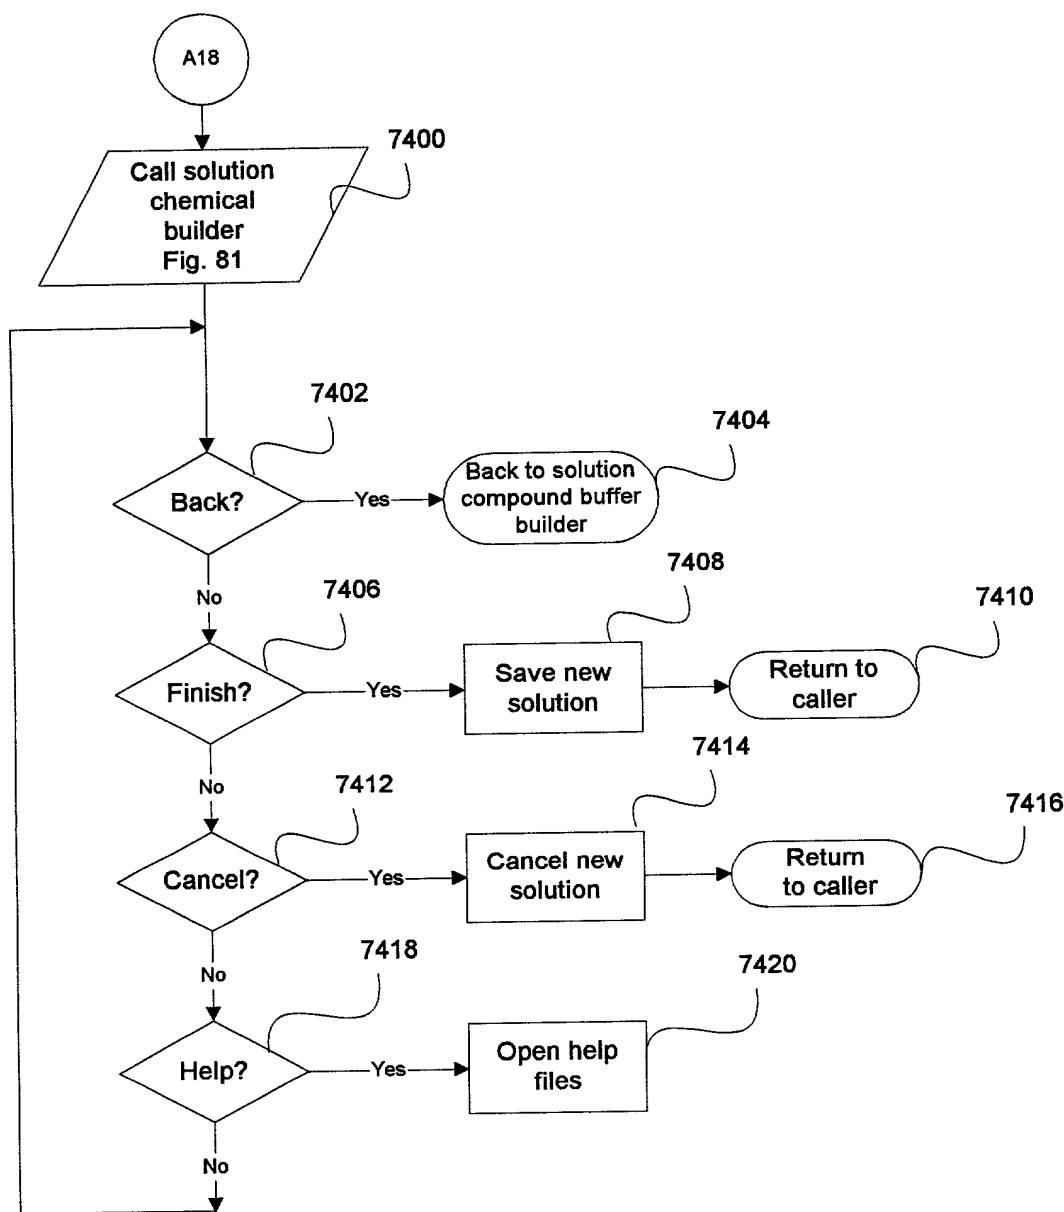 A18
7400
Call solution
chemical
builder
Fig. 81
7402
7404
Back?
Yes
Back to solution
compound buffer
builder
No
7406
7408
7410
Finish?
Yes
Save new
solution
Return to
caller
No
7412
7414
7416
Cancel?
Yes
Cancel new
solution
Return
to caller
No
7418
7420
Help?
Yes
Open help
files
No